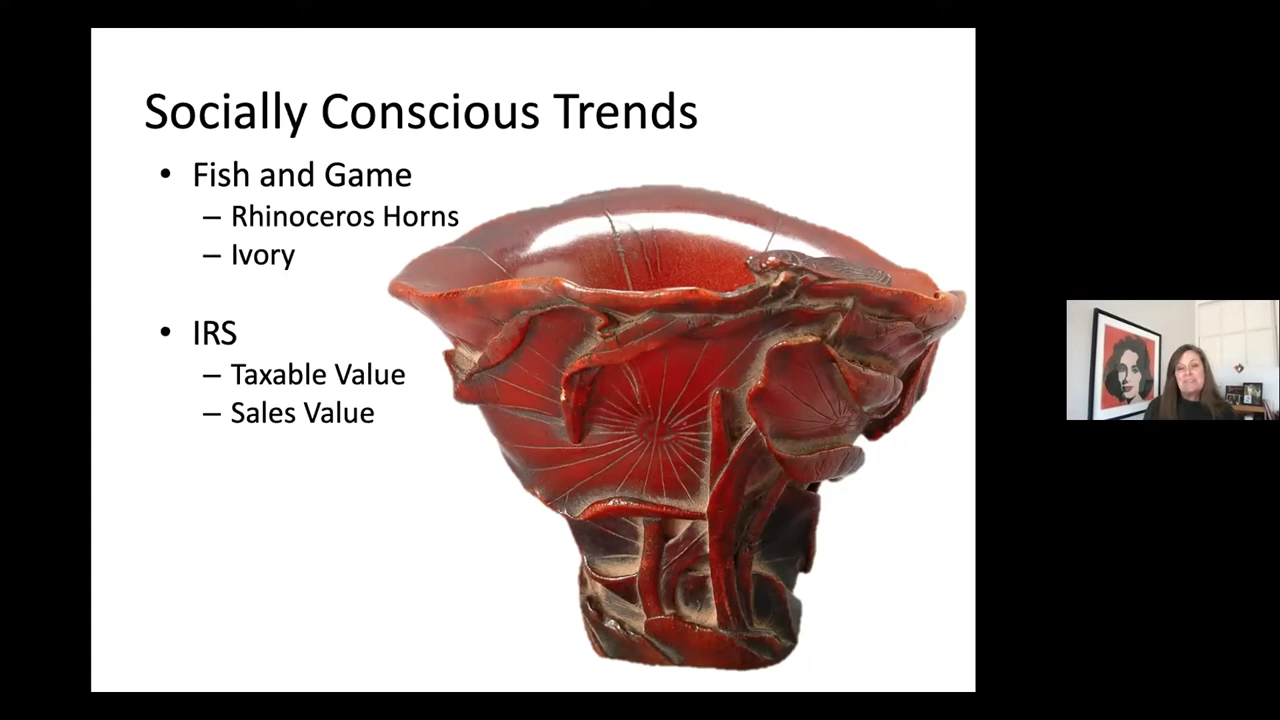 Socially Conscious Trends
• Fish and Game
– Rhinoceros Horns
– Ivory
• IRS
– Taxable Value
– Sales Value